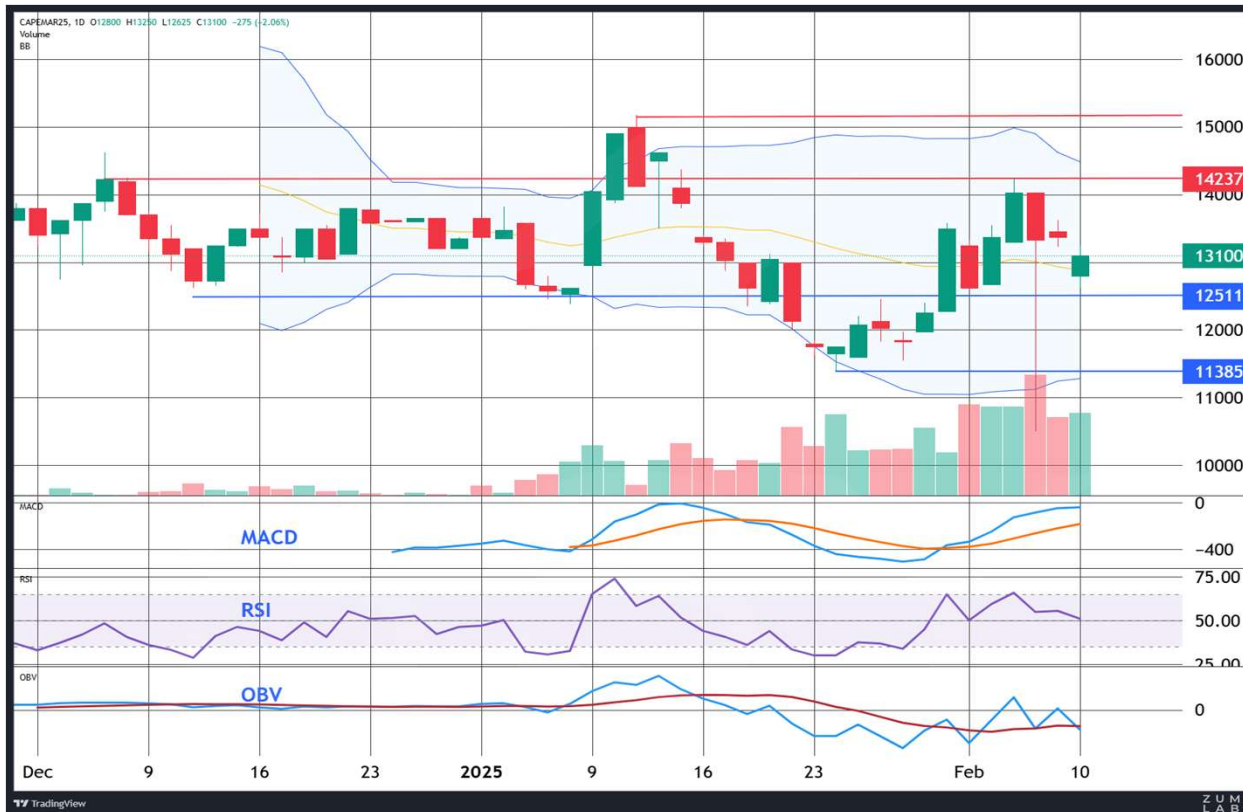 CAPEMAR25, 1D O12800 H13250 L12625 C13100 -275 (-2.06%)
Volume
BB
16000
15000
14237
14000
13100
12511
12000
11385
11000
10000
MACD
MACD
0
-400
RSI
RSI
75.00
50.00
25.00
OBV
OBV
0
Dec 9 16 23 2025 9 16 23 Feb 10
TradingView
ZUM
LAB